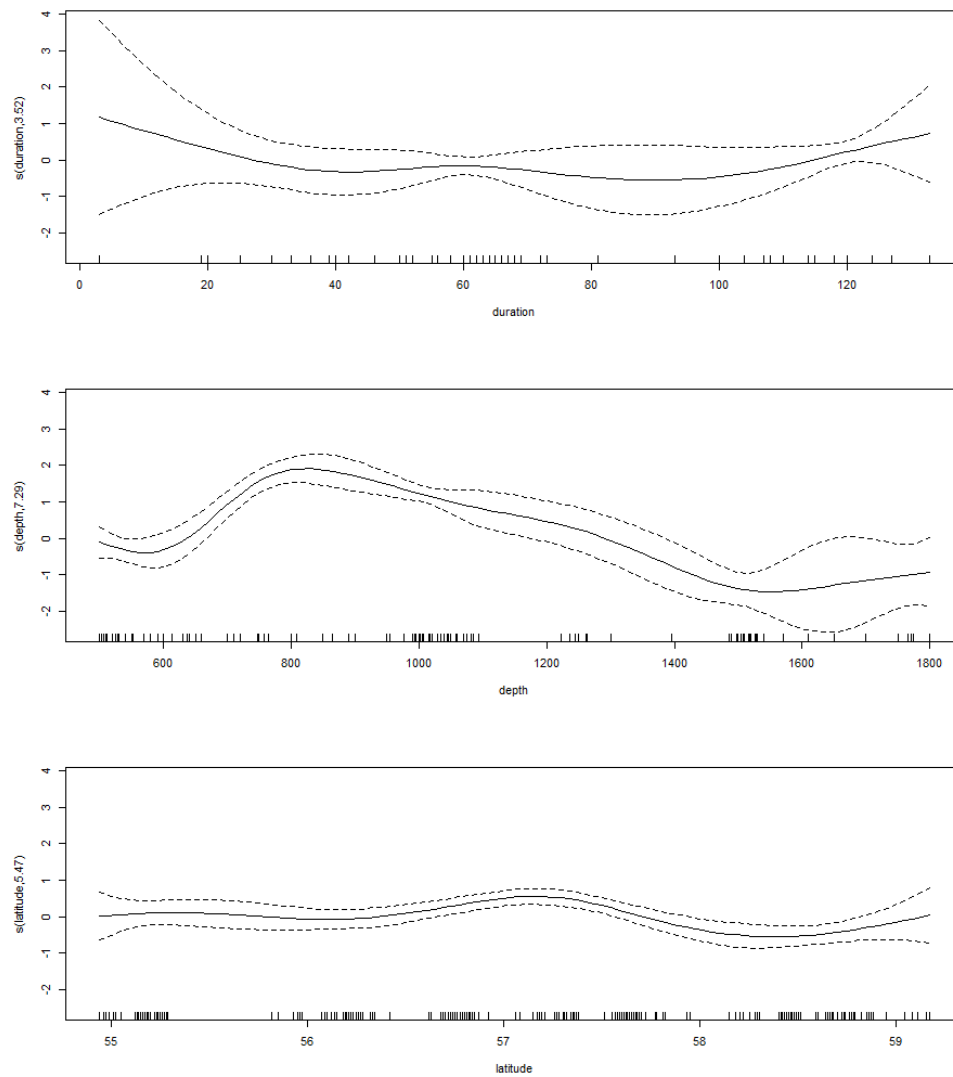 4
3
2
1
0
-1
-2
s(duration,3.52)
0 20 40 60 80 100 120
duration
4
3
2
1
0
-1
-2
s(depth,7.29)
600 800 1000 1200 1400 1600 1800
depth
4
3
2
1
0
-1
-2
s(latitude,5.47)
55 56 57 58 59
latitude